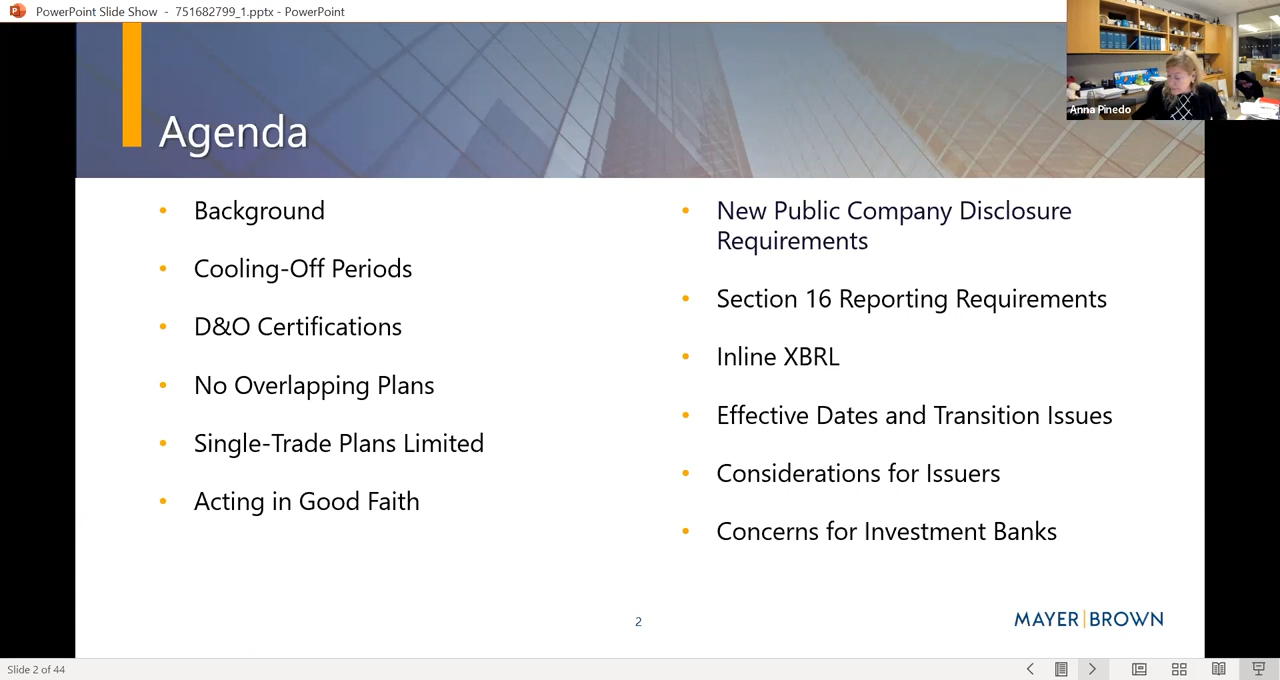 PowerPoint Slide Show - 751682799_1.pptx - PowerPoint
Anna Pinedo
Agenda
• Background
• Cooling-Off Periods
• D&O Certifications
• No Overlapping Plans
• Single-Trade Plans Limited
• Acting in Good Faith
• New Public Company Disclosure
Requirements
• Section 16 Reporting Requirements
• Inline XBRL
• Effective Dates and Transition Issues
• Considerations for Issuers
• Concerns for Investment Banks
2
MAYER|BROWN
Slide 2 of 44